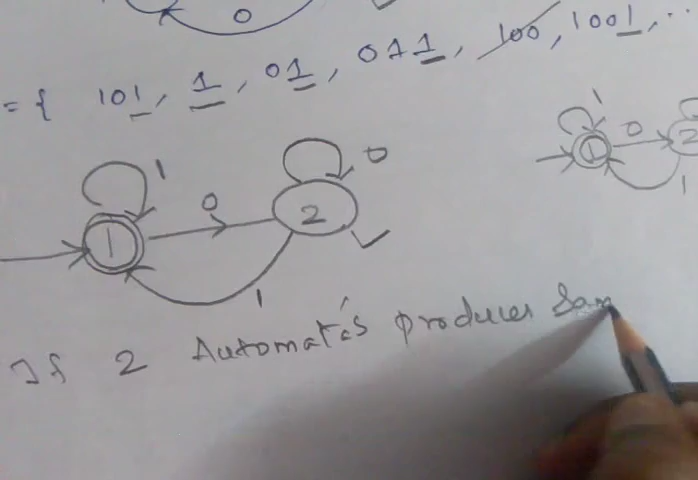 0
= { 101, 1, 01, 011, 100, 1001, ..
1 0
0 1 0 2
1 2
1 1
If 2 Automata's produces Sam